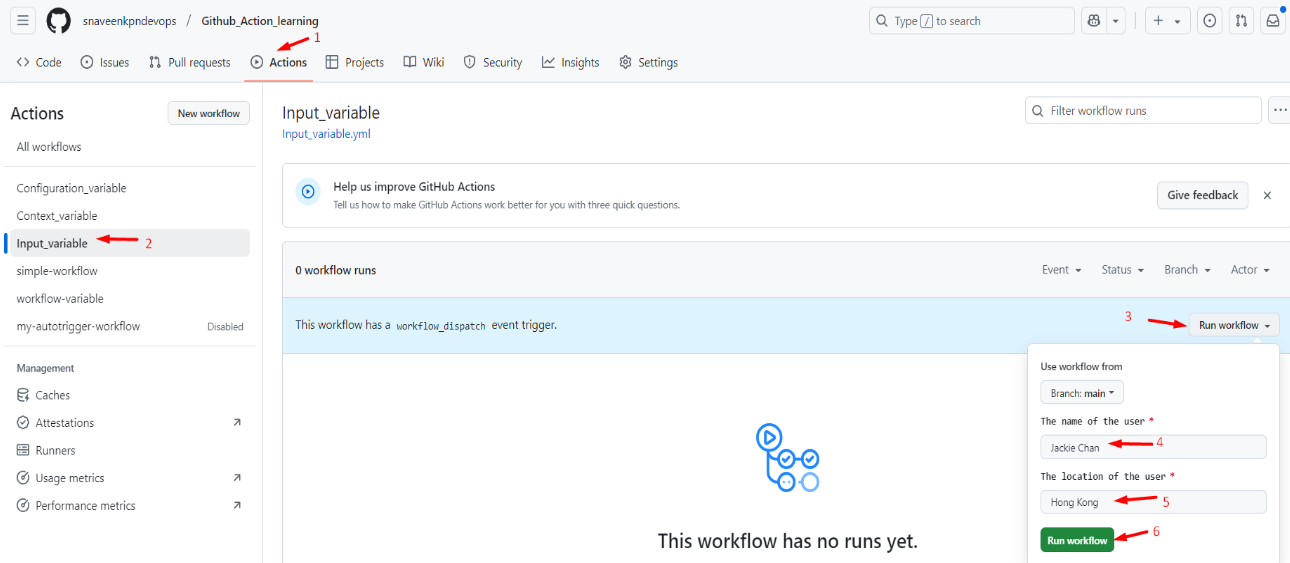 snaveenkpndevops / Github_Action_learning
Type / to search
1
Code Issues Pull requests Actions Projects Wiki Security Insights Settings
Actions
New workflow
All workflows
Configuration_variable
Context_variable
Input_variable
2
simple-workflow
workflow-variable
my-autotrigger-workflow Disabled
Management
Caches
Attestations
Runners
Usage metrics
Performance metrics
Input_variable
Input_variable.yml
Filter workflow runs
Help us improve GitHub Actions
Tell us how to make GitHub Actions work better for you with three quick questions.
Give feedback
0 workflow runs
Event Status Branch Actor
This workflow has a workflow_dispatch event trigger.
3
Run workflow
Use workflow from
Branch: main
The name of the user *
Jackie Chan
4
The location of the user *
Hong Kong
5
Run workflow
6
This workflow has no runs yet.